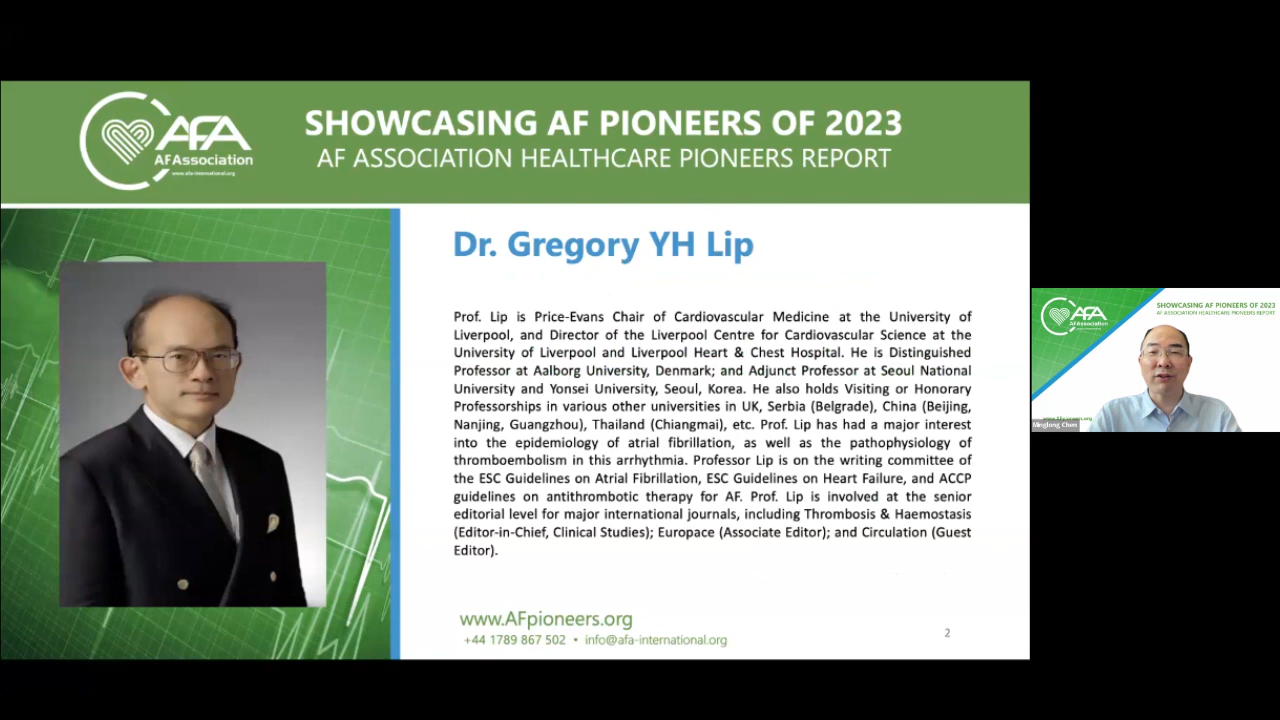 AFA
AFAssociation
www.afa-international.org
SHOWCASING AF PIONEERS OF 2023
AF ASSOCIATION HEALTHCARE PIONEERS REPORT
Dr. Gregory YH Lip
Prof. Lip is Price-Evans Chair of Cardiovascular Medicine at the University of
Liverpool, and Director of the Liverpool Centre for Cardiovascular Science at the
University of Liverpool and Liverpool Heart & Chest Hospital. He is Distinguished
Professor at Aalborg University, Denmark; and Adjunct Professor at Seoul National
University and Yonsei University, Seoul, Korea. He also holds Visiting or Honorary
Professorships in various other universities in UK, Serbia (Belgrade), China (Beijing,
Nanjing, Guangzhou), Thailand (Chiangmai), etc. Prof. Lip has had a major interest
into the epidemiology of atrial fibrillation, as well as the pathophysiology of
thromboembolism in this arrhythmia. Professor Lip is on the writing committee of
the ESC Guidelines on Atrial Fibrillation, ESC Guidelines on Heart Failure, and ACCP
guidelines on antithrombotic therapy for AF. Prof. Lip is involved at the senior
editorial level for major international journals, including Thrombosis & Haemostasis
(Editor-in-Chief, Clinical Studies); Europace (Associate Editor); and Circulation (Guest
Editor).
www.AFpioneers.org
+44 1789 867 502 • info@afa-international.org
2
AFA
AFAssociation
SHOWCASING AF PIONEERS OF 2023
AF ASSOCIATION HEALTHCARE PIONEERS REPORT
Minglong Chen